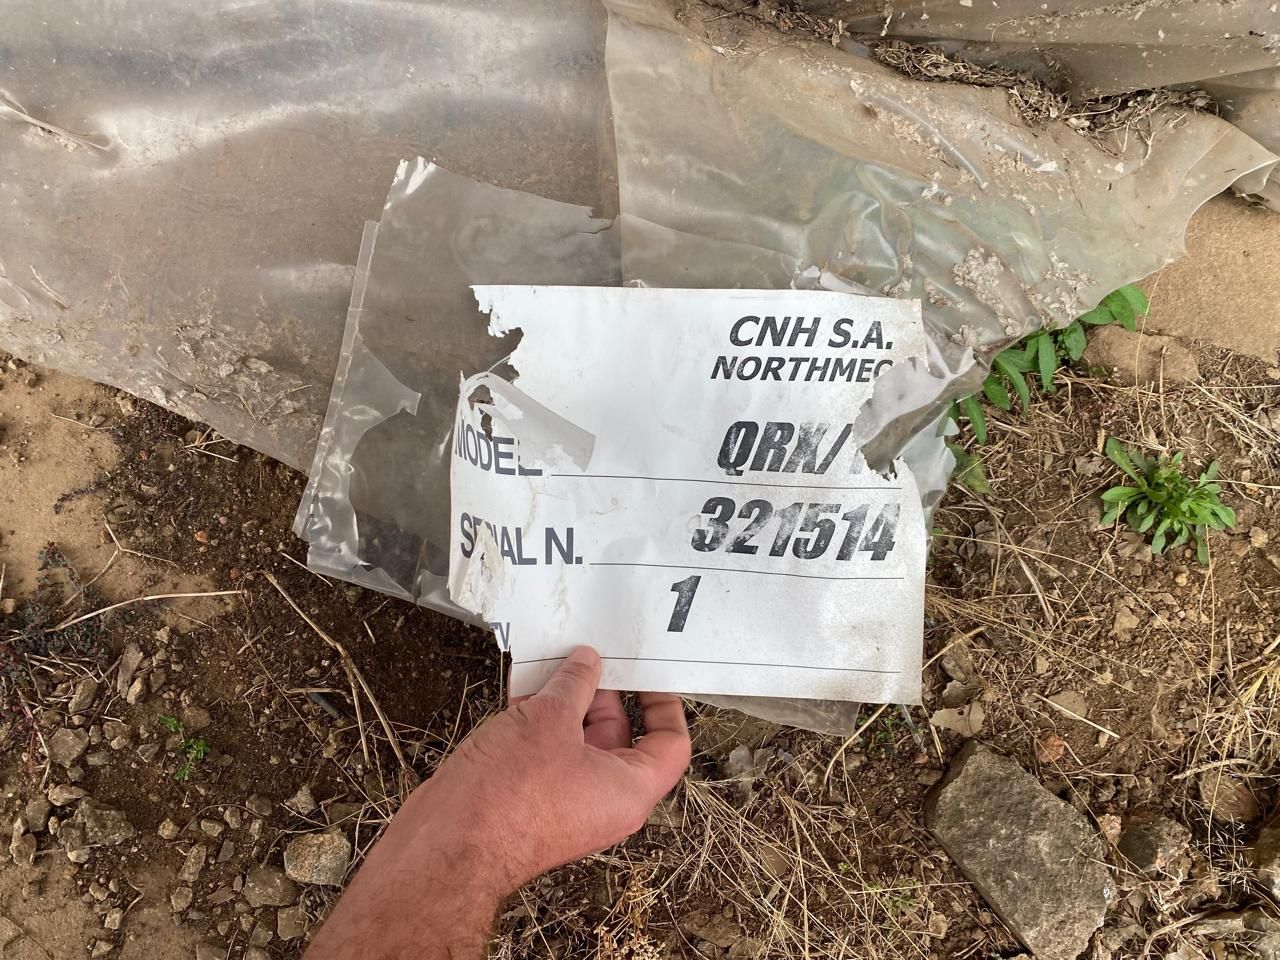 CNH S.A.
NORTHMEC
MODEL QRX/
SERIAL N. 321514
1